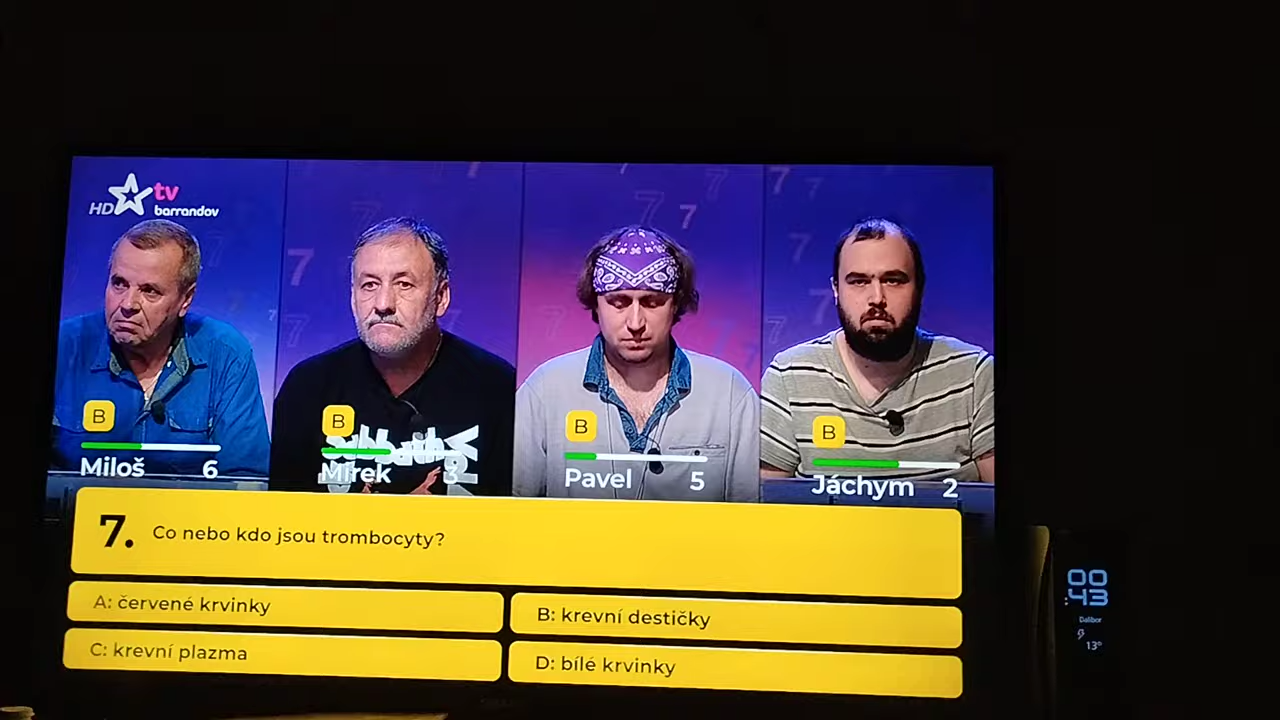 HD tv
barrandov
B
B
B
B
Miloš 6
Mirek 3
Pavel 5
Jáchym 2
7. Co nebo kdo jsou trombocyty?
A: červené krvinky
B: krevní destičky
C: krevní plazma
D: bílé krvinky
00
:43
Dalibor
13°